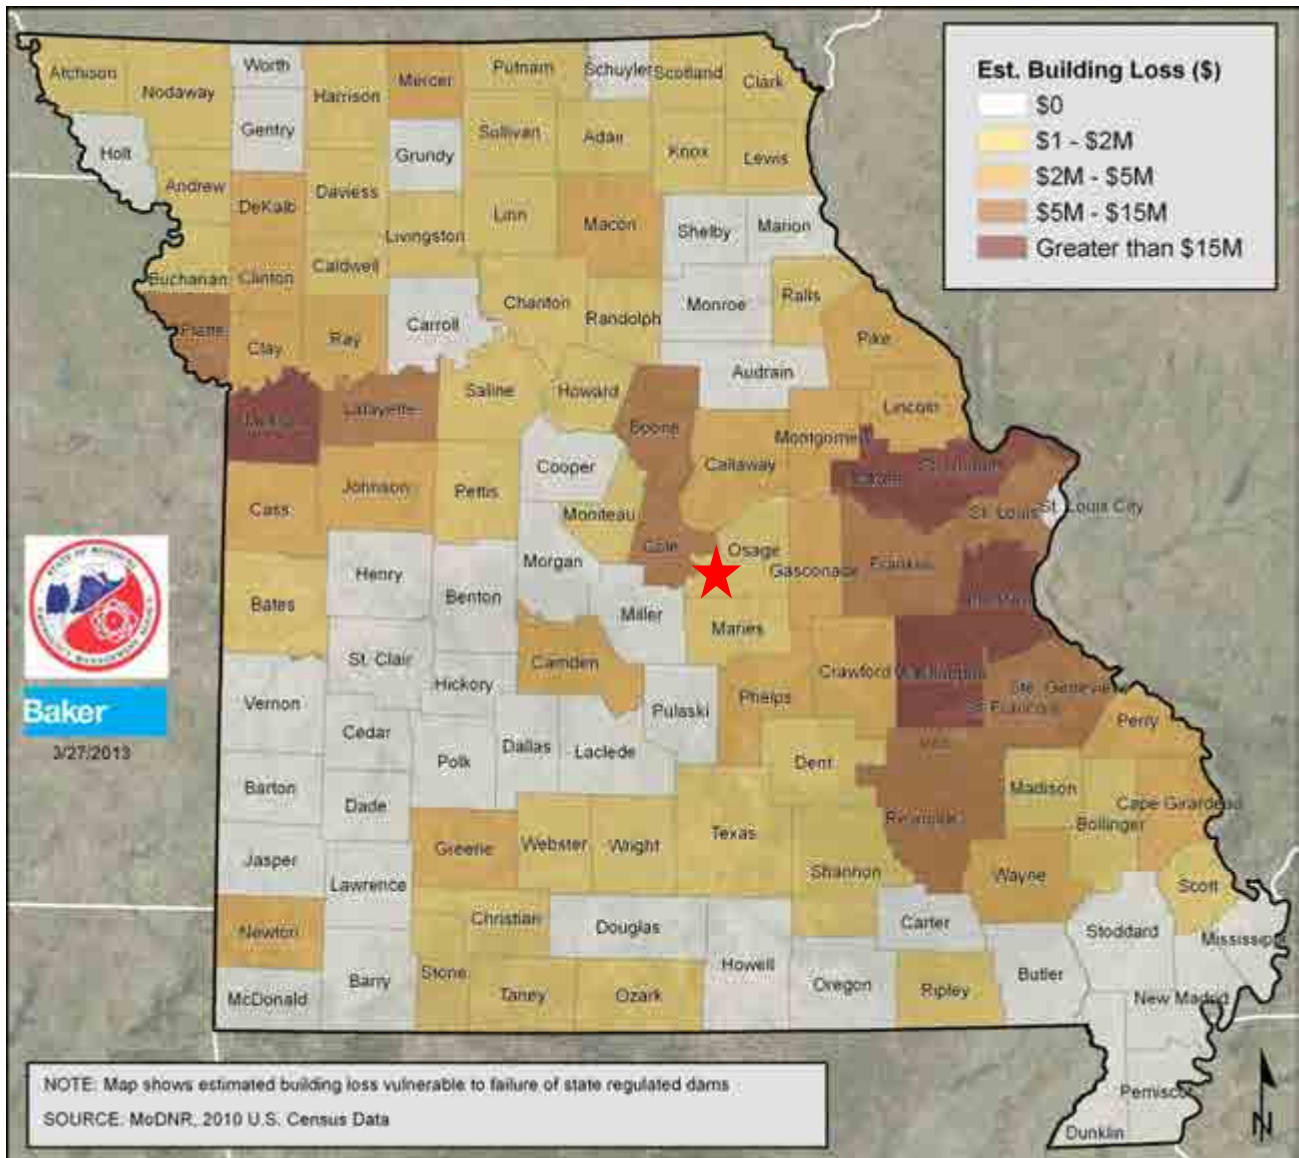 Est. Building Loss ($)
$0
$1 - $2M
$2M - $5M
$5M - $15M
Greater than $15M
Atchison
Nodaway
Worth
Gentry
Harrison
Mercer
Putnam
Schuyler
Scotland
Clark
Holt
Andrew
DeKalb
Daviess
Grundy
Sullivan
Adair
Knox
Lewis
Livingston
Linn
Macon
Shelby
Marion
Buchanan
Clinton
Caldwell
Chariton
Randolph
Monroe
Ralls
Platte
Clay
Ray
Carroll
Pike
Audrain
Saline
Howard
Lafayette
Boone
Lincoln
Montgomery
Callaway
Cooper
Cass
Johnson
Pettis
Moniteau
St. Louis
St. Louis City
Cole
Osage
Gasconade
Franklin
Morgan
Henry
Benton
Bates
Miller
Maries
St. Clair
Camden
Crawford
Hickory
Phelps
Ste. Genevieve
St. Francois
Vernon
Pulaski
Perry
Cedar
Dallas
Laclede
Polk
Dent
Barton
Dade
Madison
Cape Girardeau
Bollinger
Jasper
Greene
Webster
Wright
Texas
Reynolds
Lawrence
Shannon
Wayne
Scott
Newton
Christian
Douglas
Carter
Stoddard
Mississippi
Howell
Barry
Stone
McDonald
Taney
Ozark
Oregon
Ripley
Butler
New Madrid
Pemiscot
Dunklin
Baker
3/27/2013
NOTE: Map shows estimated building loss vulnerable to failure of state regulated dams
SOURCE: MoDNR, 2010 U.S. Census Data
N